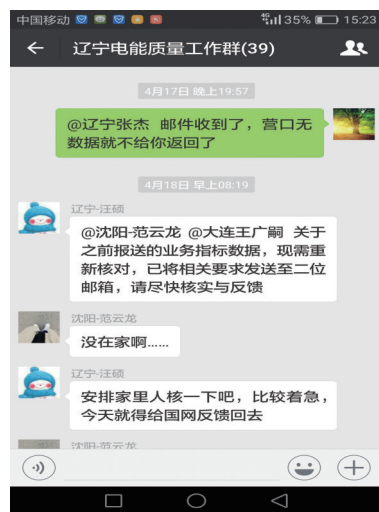 中国移动 35% 15:23
辽宁电能质量工作群(39)
4月17日 晚上19:57
@辽宁张杰 邮件收到了，营口无
数据就不给你返回了
4月18日 早上08:19
辽宁-汪硕
@沈阳-范云龙 @大连王广嗣 关于
之前报送的业务指标数据，现需重
新核对，已将相关要求发送至二位
邮箱，请尽快核实与反馈
沈阳-范云龙
没在家啊......
辽宁-汪硕
安排家里人核一下吧，比较着急，
今天就得给国网反馈回去
沈阳-范云龙